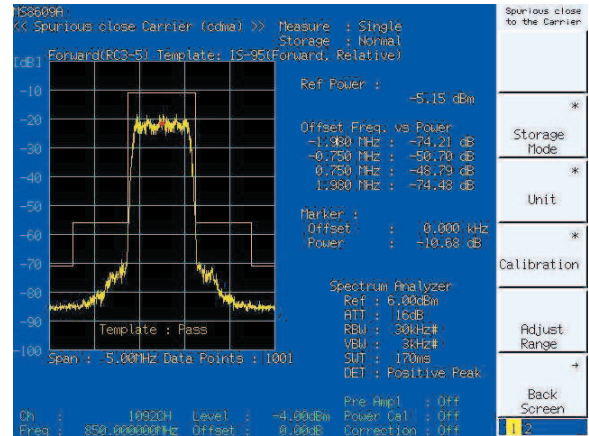 MS8609A
<< Spurious close Carrier (cdma) >> Measure : Single
Storage : Normal
Forward(RC3-5) Template: IS-95(Forward, Relative)
[dB]
-10
-20
-30
-40
-50
-60
-70
-80
-90
-100
Template : Pass
Span : 5.00MHz Data Points : 1001
Ref Power :
-5.15 dBm
Offset Freq. vs Power
-1.980 MHz : -74.21 dB
-0.750 MHz : -50.70 dB
0.750 MHz : -48.79 dB
1.980 MHz : -74.48 dB
Marker :
Offset : 0.000 kHz
Power : -10.68 dB
Spectrum Analyzer
Ref : 6.00dBm
ATT : 16dB
RBW : 30kHz#
VBW : 3kHz#
SWT : 170ms
DET : Positive Peak
Pre Ampl : Off
Ch : 1092CH Level : -4.00dBm Power Cal : Off
Freq : 850.000000MHz Offset : 0.00dB Correction : Off
Spurious close
to the Carrier
*
Storage
Mode
*
Unit
*
Calibration
Adjust
Range
→
Back
Screen
1 2